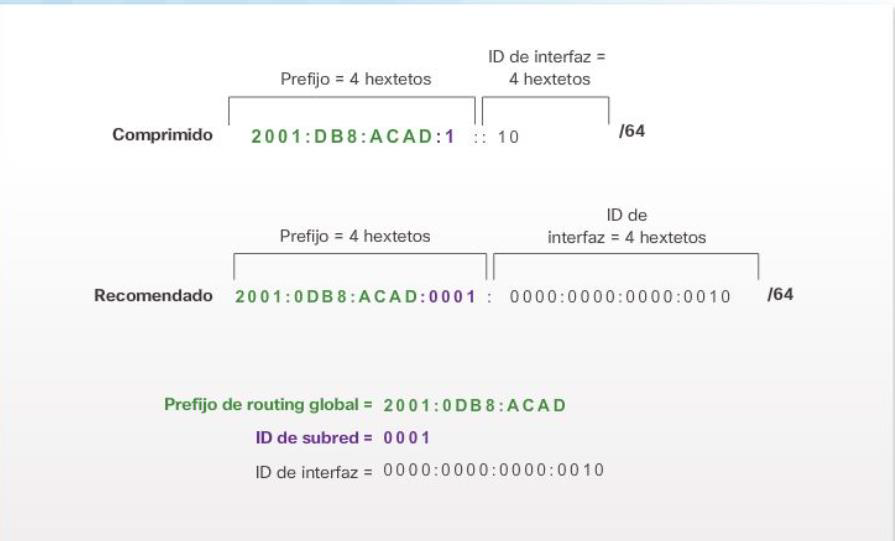 ID de interfaz =
Prefijo = 4 hextetos
4 hextetos
Comprimido 2001:DB8:ACAD:1 :: 10 /64
ID de
Prefijo = 4 hextetos
interfaz = 4 hextetos
Recomendado 2001:0DB8:ACAD:0001 : 0000:0000:0000:0010 /64
Prefijo de routing global = 2001:0DB8:ACAD
ID de subred = 0001
ID de interfaz = 0000:0000:0000:0010